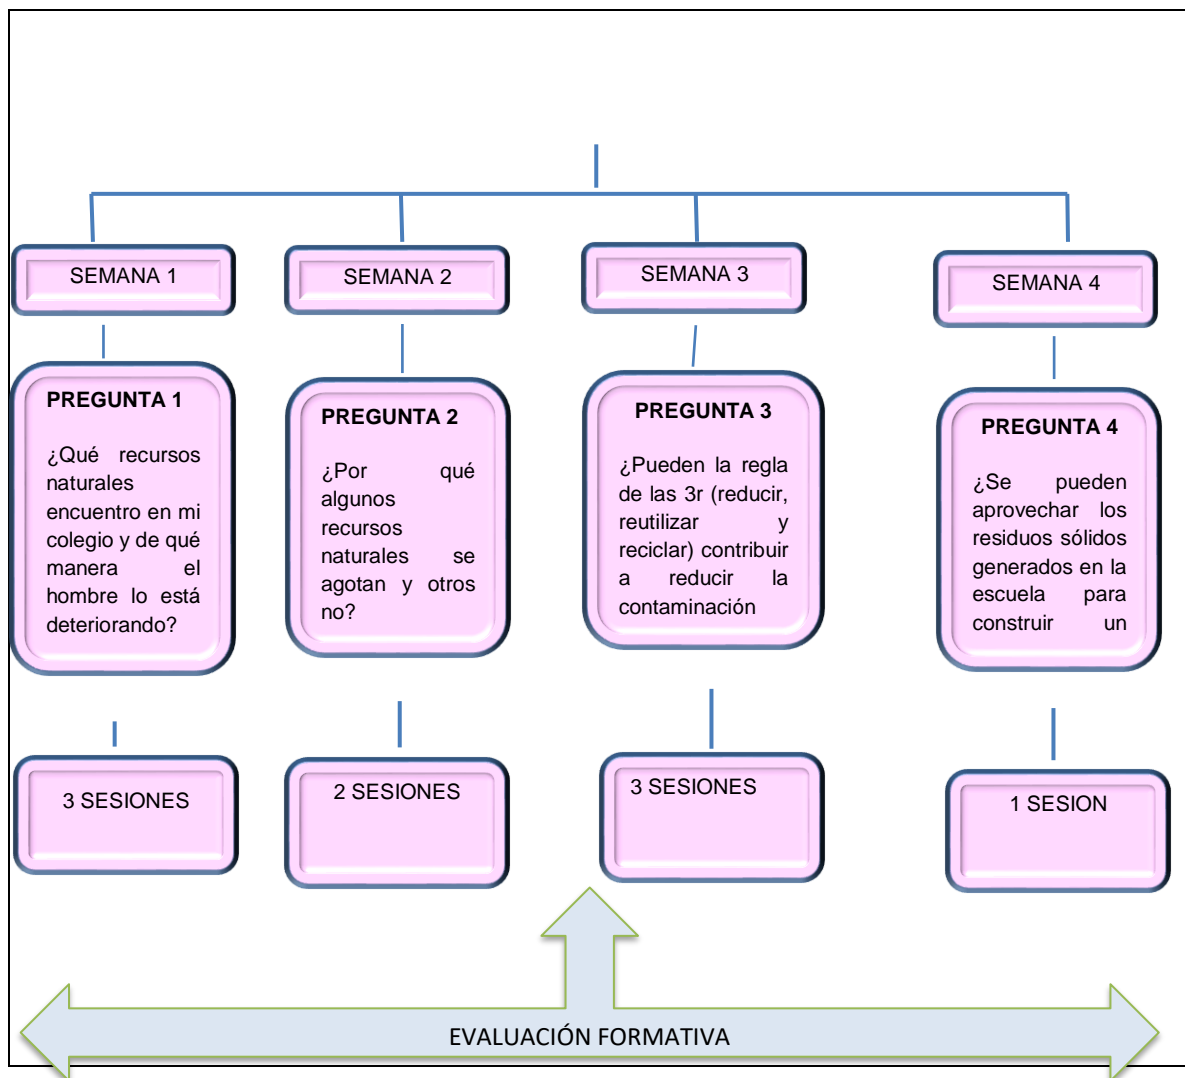 SEMANA 1
SEMANA 2
SEMANA 3
SEMANA 4
PREGUNTA 1
¿Qué recursos
naturales
encuentro en mi
colegio y de qué
manera el
hombre lo está
deteriorando?
PREGUNTA 2
¿Por qué
algunos
recursos
naturales se
agotan y otros
no?
PREGUNTA 3
¿Pueden la regla
de las 3r (reducir,
reutilizar y
reciclar) contribuir
a reducir la
contaminación
PREGUNTA 4
¿Se pueden
aprovechar los
residuos sólidos
generados en la
escuela para
construir un
3 SESIONES
2 SESIONES
3 SESIONES
1 SESION
EVALUACIÓN FORMATIVA